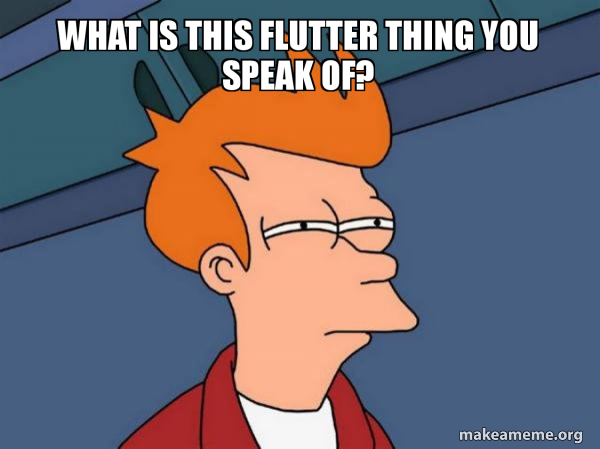 WHAT IS THIS FLUTTER THING YOU
SPEAK OF?
makeameme.org